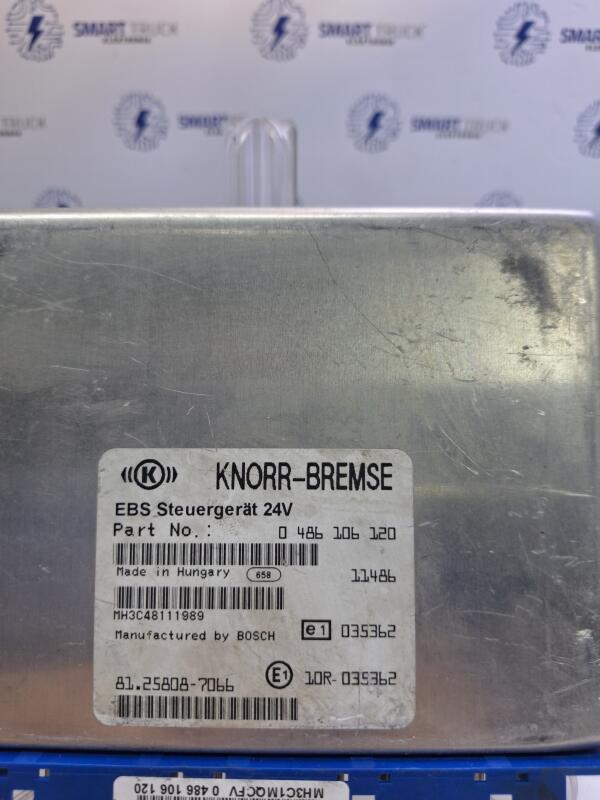 SMART TRUCK
SMART TRUCK
SMART
SMART TRUCK
KNORR-BREMSE
EBS Steuergerät 24V
Part No.: 0 486 106 120
Made in Hungary 658 11486
MH3C48111989
Manufactured by BOSCH e1 035362
81.25808-7066 E1 10R-035362
MH3C1MQCFV 0 486 106 120